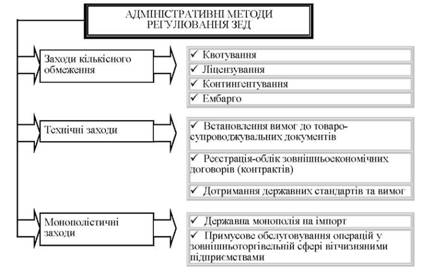 АДМІНІСТРАТИВНІ МЕТОДИ
РЕГУЛЮВАННЯ ЗЕД
Заходи кількісного
обмеження
✓ Квотування
✓ Ліцензування
✓ Контингентування
✓ Ембарго
Технічні заходи
✓ Встановлення вимог до товаро-
супроводжувальних документів
✓ Реєстрація-облік зовнішньоекономічних
договорів (контрактів)
✓ Дотримання державних стандартів та вимог
Монополістичні
заходи
✓ Державна монополія на імпорт
✓ Примусове обслуговування операцій у
зовнішньоторгівельній сфері вітчизняними
підприємствами